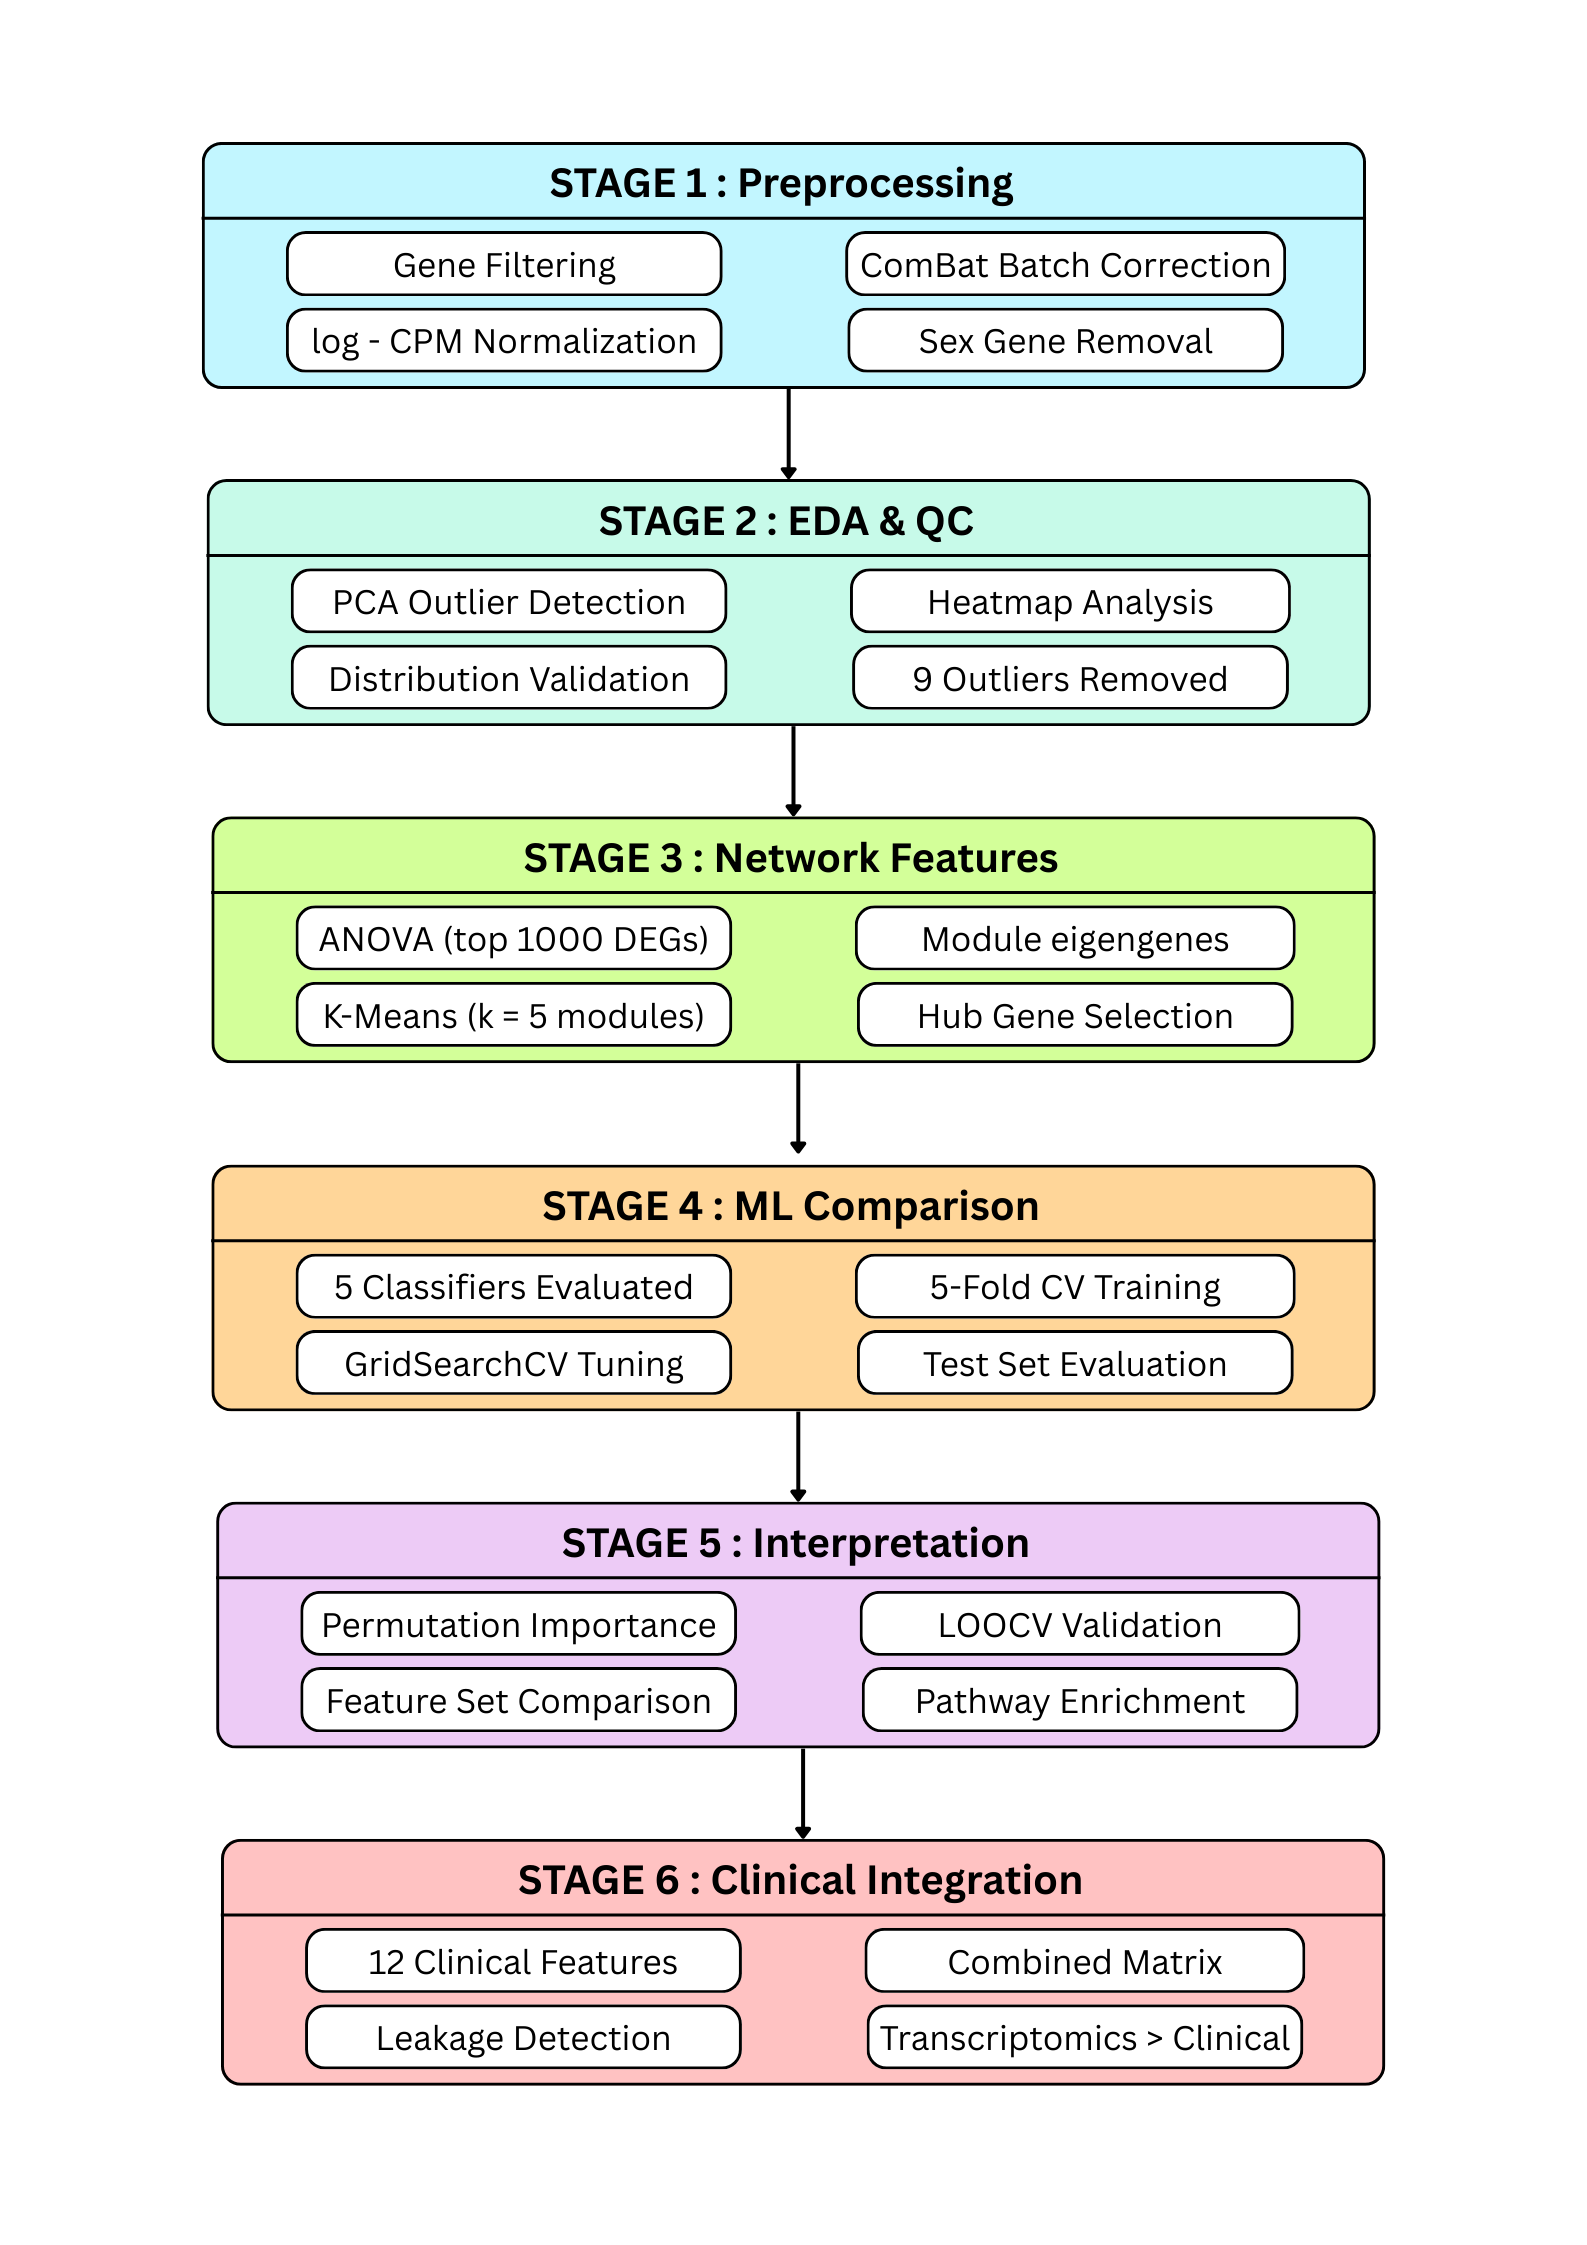 STAGE 1 : Preprocessing
Gene Filtering
ComBat Batch Correction
log - CPM Normalization
Sex Gene Removal
STAGE 2 : EDA & QC
PCA Outlier Detection
Heatmap Analysis
Distribution Validation
9 Outliers Removed
STAGE 3 : Network Features
ANOVA (top 1000 DEGs)
Module eigengenes
K-Means (k = 5 modules)
Hub Gene Selection
STAGE 4 : ML Comparison
5 Classifiers Evaluated
5-Fold CV Training
GridSearchCV Tuning
Test Set Evaluation
STAGE 5 : Interpretation
Permutation Importance
LOOCV Validation
Feature Set Comparison
Pathway Enrichment
STAGE 6 : Clinical Integration
12 Clinical Features
Combined Matrix
Leakage Detection
Transcriptomics > Clinical